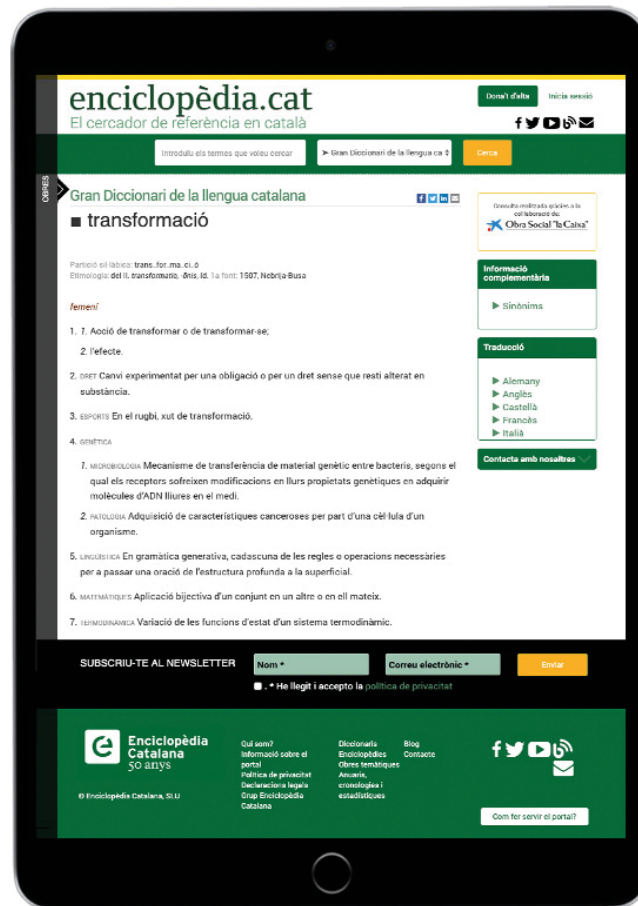 enciclopèdia.cat
El cercador de referència en català
Dona't d'alta
Inicia sessió
Introduïu els termes que voleu cercar
➤ Gran Diccionari de la llengua ca
Cerca
OBRES
Gran Diccionari de la llengua catalana
■ transformació
Partició sil·làbica: trans_for_ma_ci_ó
Etimologia: del ll. transformatio, -ōnis, íd. 1a font: 1507, Nebrija-Busa
femení
1. 1. Acció de transformar o de transformar-se;
2. l'efecte.
2. DRET Canvi experimentat per una obligació o per un dret sense que resti alterat en
substància.
3. ESPORTS En el rugbi, xut de transformació.
4. GENÈTICA
1. MICROBIOLOGIA Mecanisme de transferència de material genètic entre bacteris, segons el
qual els receptors sofreixen modificacions en llurs propietats genètiques en adquirir
molècules d'ADN lliures en el medi.
2. PATOLOGIA Adquisició de característiques canceroses per part d'una cèl·lula d'un
organisme.
5. LINGÜÍSTICA En gramàtica generativa, cadascuna de les regles o operacions necessàries
per a passar una oració de l'estructura profunda a la superficial.
6. MATEMÀTIQUES Aplicació bijectiva d'un conjunt en un altre o en ell mateix.
7. TERMODINÀMICA Variació de les funcions d'estat d'un sistema termodinàmic.
Consulta realitzada gràcies a la
col·laboració de:
Obra Social "la Caixa"
Informació
complementària
▶ Sinònims
Traducció
▶ Alemany
▶ Anglès
▶ Castellà
▶ Francès
▶ Italià
Contacta amb nosaltres
SUBSCRIU-TE AL NEWSLETTER
Nom *
Correu electrònic *
Enviar
. * He llegit i accepto la política de privacitat
Enciclopèdia
Catalana
50 anys
© Enciclopèdia Catalana, SLU
Qui som?
Informació sobre el
portal
Política de privacitat
Declaracions legals
Grup Enciclopèdia
Catalana
Diccionaris
Enciclopèdies
Obres temàtiques
Anuaris,
cronologies i
estadístiques
Blog
Contacte
Com fer servir el portal?